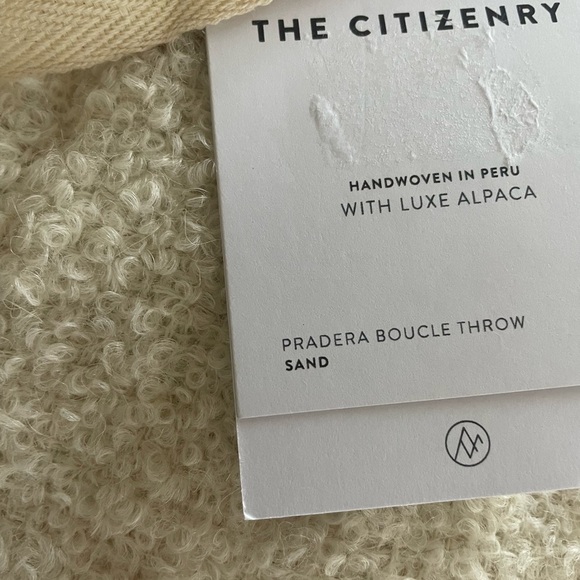 THE CITIZENRY
HANDWOVEN IN PERU
WITH LUXE ALPACA
PRADERA BOUCLE THROW
SAND